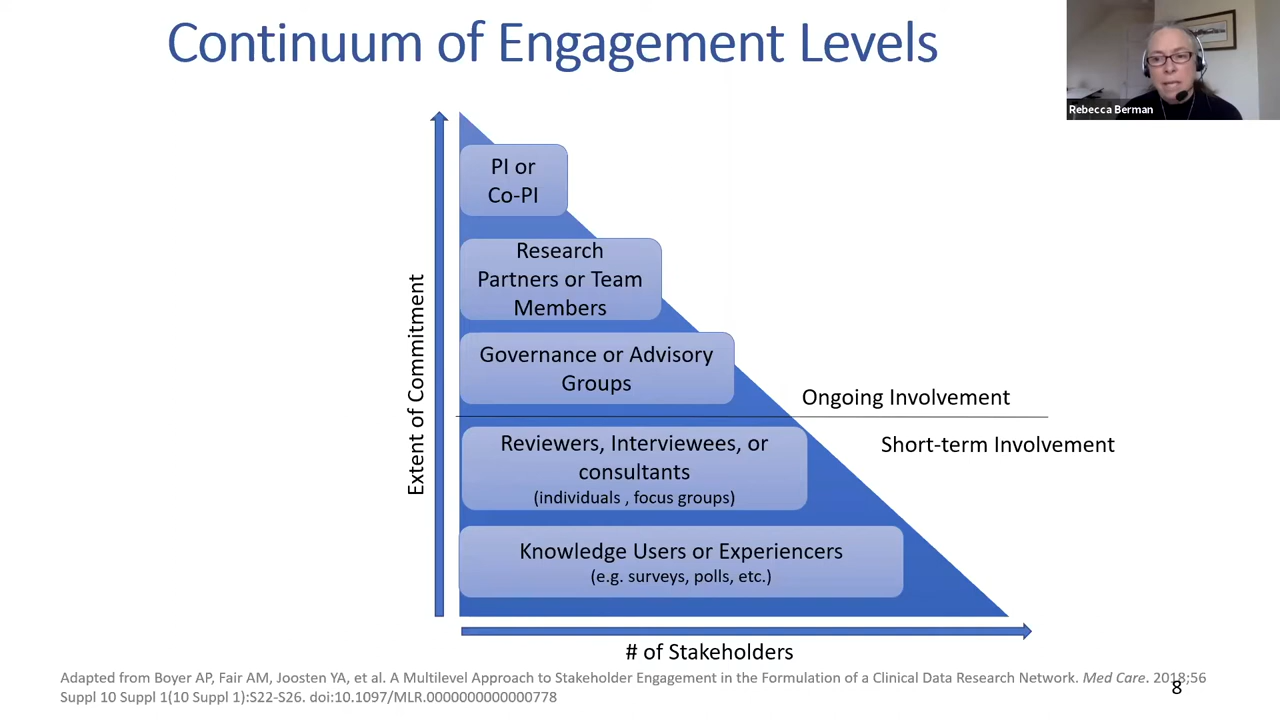 Continuum of Engagement Levels
Rebecca Berman
PI or
Co-PI
Research
Partners or Team
Members
Governance or Advisory
Groups
Ongoing Involvement
Short-term Involvement
Reviewers, Interviewees, or
consultants
(individuals , focus groups)
Knowledge Users or Experiencers
(e.g. surveys, polls, etc.)
Extent of Commitment
# of Stakeholders
Adapted from Boyer AP, Fair AM, Joosten YA, et al. A Multilevel Approach to Stakeholder Engagement in the Formulation of a Clinical Data Research Network. Med Care. 2018;56
Suppl 10 Suppl 1(10 Suppl 1):S22-S26. doi:10.1097/MLR.0000000000000778
8